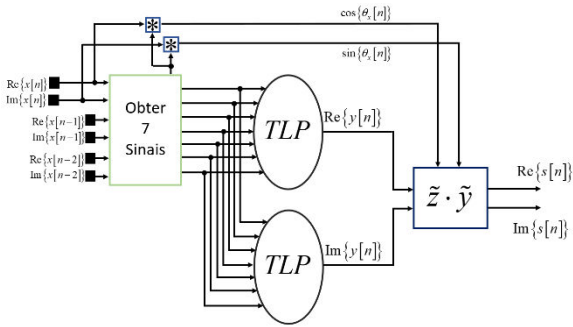 cos{θₓ[n]}
*
*
sin{θₓ[n]}
Re{x[n]}
Im{x[n]}
Re{x[n−1]}
Im{x[n−1]}
Re{x[n−2]}
Im{x[n−2]}
Obter
7
Sinais
TLP
Re{y[n]}
TLP
Im{y[n]}
z̃ · ỹ
Re{s[n]}
Im{s[n]}